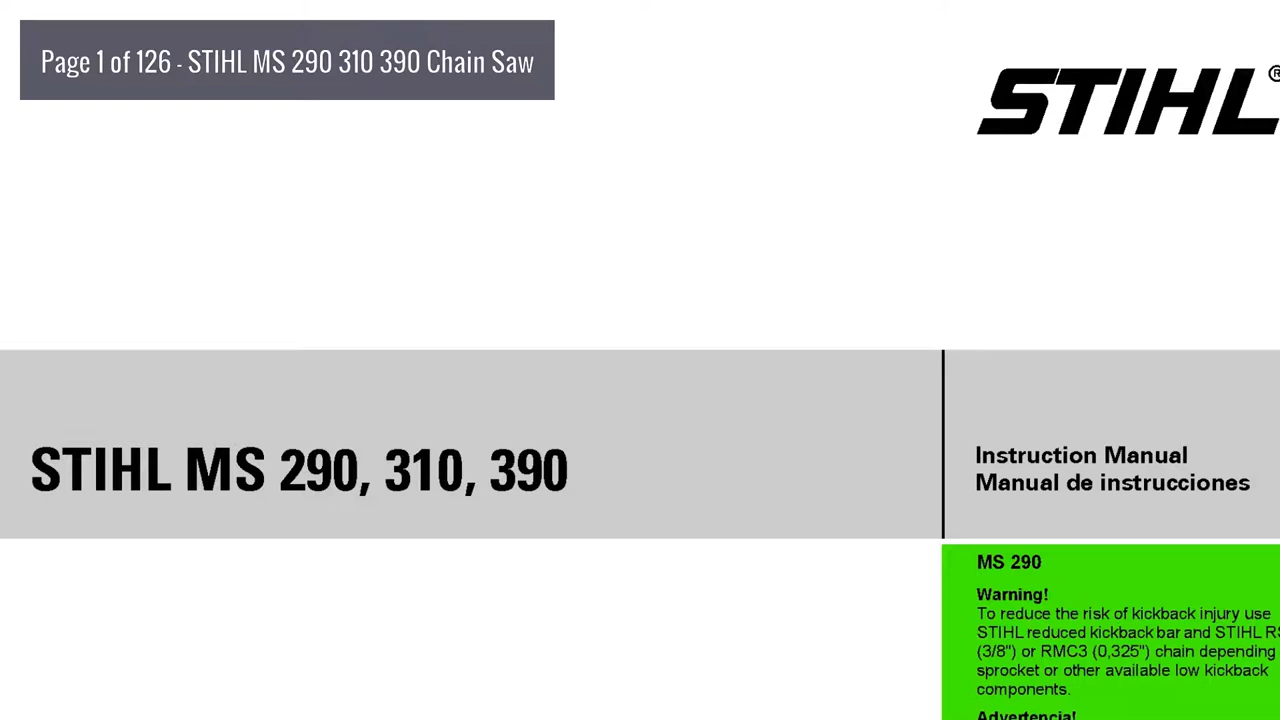 Page 1 of 126 - STIHL MS 290 310 390 Chain Saw
STIHL®
STIHL MS 290, 310, 390
Instruction Manual
Manual de instrucciones
MS 290
Warning!
To reduce the risk of kickback injury use
STIHL reduced kickback bar and STIHL
(3/8") or RMC3 (0,325") chain depending
sprocket or other available low kickback
components.
Advertencia!